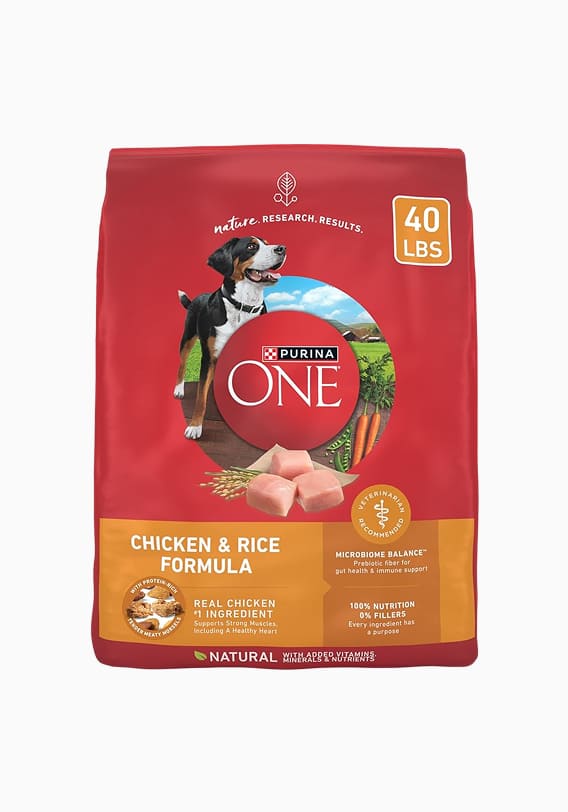 nature. RESEARCH. RESULTS.
40
LBS
PURINA
ONE®
VETERINARIAN
RECOMMENDED
CHICKEN & RICE
FORMULA
MICROBIOME BALANCE™
Prebiotic fiber for
gut health & immune support
WITH PROTEIN-RICH
TENDER MEATY MORSELS
REAL CHICKEN
#1 INGREDIENT
Supports Strong Muscles,
Including A Healthy Heart
100% NUTRITION
0% FILLERS
Every ingredient has
a purpose
NATURAL WITH ADDED VITAMINS,
MINERALS & NUTRIENTS